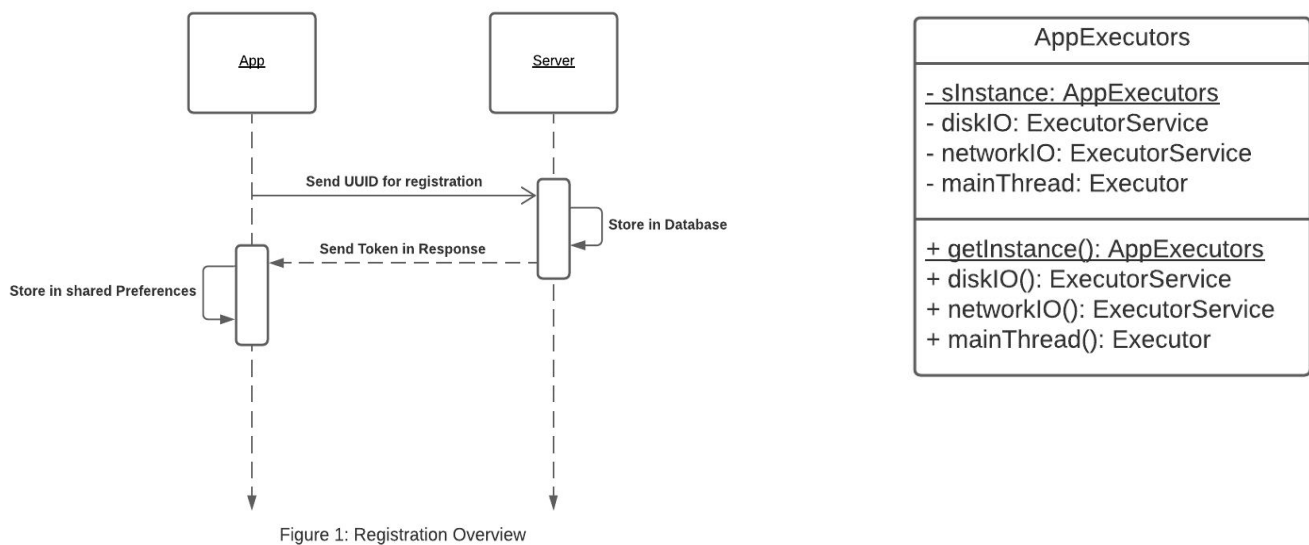 App
Server
Send UUID for registration
Store in Database
Send Token in Response
Store in shared Preferences
Figure 1: Registration Overview
AppExecutors
- sInstance: AppExecutors
- diskIO: ExecutorService
- networkIO: ExecutorService
- mainThread: Executor
+ getInstance(): AppExecutors
+ diskIO(): ExecutorService
+ networkIO(): ExecutorService
+ mainThread(): Executor